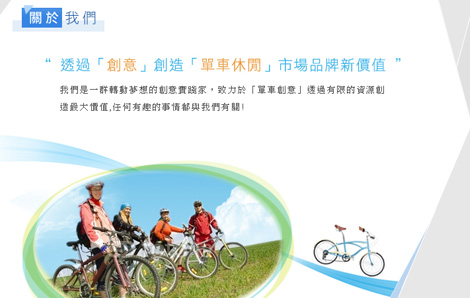 關於我們
“ 透過「創意」創造「單車休閒」市場品牌新價值 ”
我們是一群轉動夢想的創意實踐家，致力於「單車創意」透過有限的資源創
造最大價值,任何有趣的事情都與我們有關!